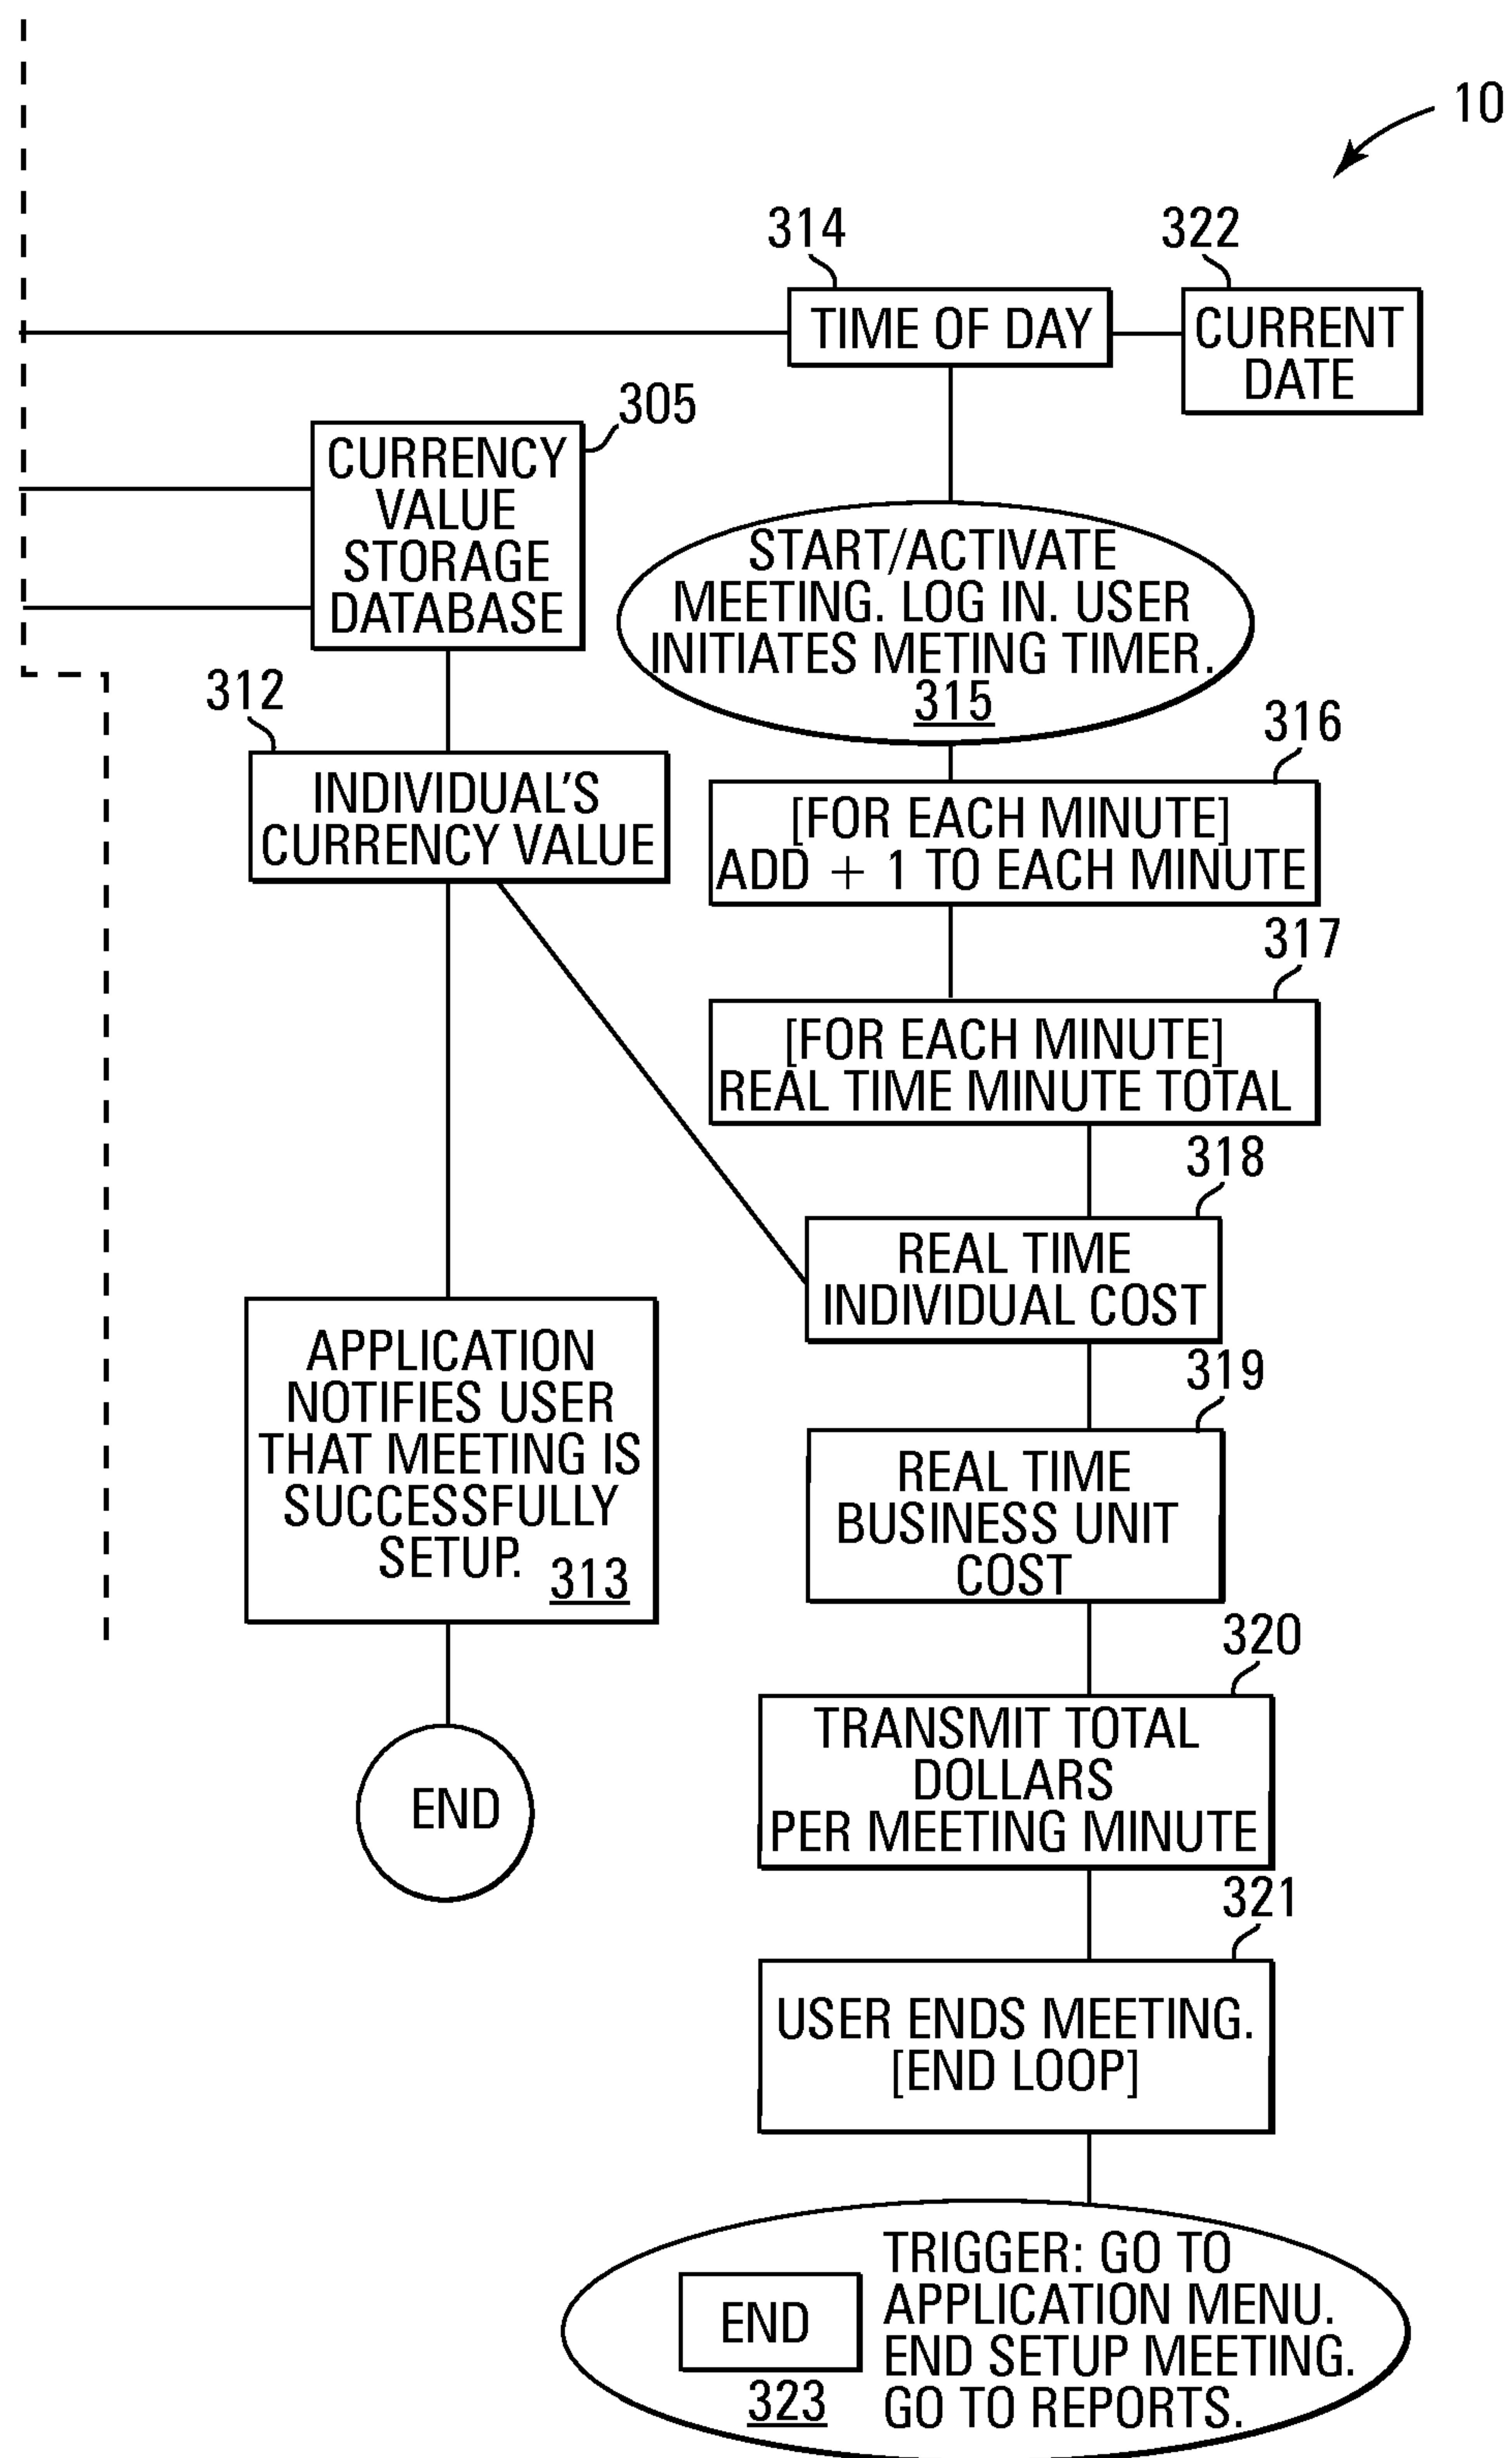 10
314
322
TIME OF DAY
CURRENT
DATE
305
CURRENCY
VALUE
STORAGE
DATABASE
START/ACTIVATE
MEETING. LOG IN. USER
INITIATES METING TIMER.
315
312
INDIVIDUAL'S
CURRENCY VALUE
316
[FOR EACH MINUTE]
ADD + 1 TO EACH MINUTE
317
[FOR EACH MINUTE]
REAL TIME MINUTE TOTAL
318
REAL TIME
INDIVIDUAL COST
APPLICATION
NOTIFIES USER
THAT MEETING IS
SUCCESSFULLY
SETUP.
313
319
REAL TIME
BUSINESS UNIT
COST
320
TRANSMIT TOTAL
DOLLARS
PER MEETING MINUTE
END
321
USER ENDS MEETING.
[END LOOP]
END
323
TRIGGER: GO TO
APPLICATION MENU.
END SETUP MEETING.
GO TO REPORTS.